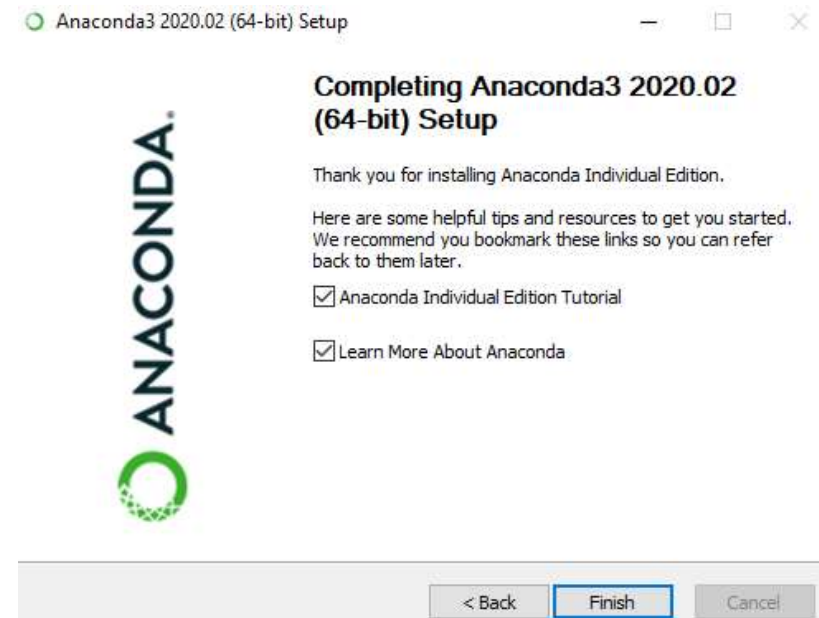 Anaconda3 2020.02 (64-bit) Setup
Completing Anaconda3 2020.02
(64-bit) Setup
Thank you for installing Anaconda Individual Edition.
Here are some helpful tips and resources to get you started.
We recommend you bookmark these links so you can refer
back to them later.
Anaconda Individual Edition Tutorial
Learn More About Anaconda
ANACONDA.
< Back
Finish
Cancel